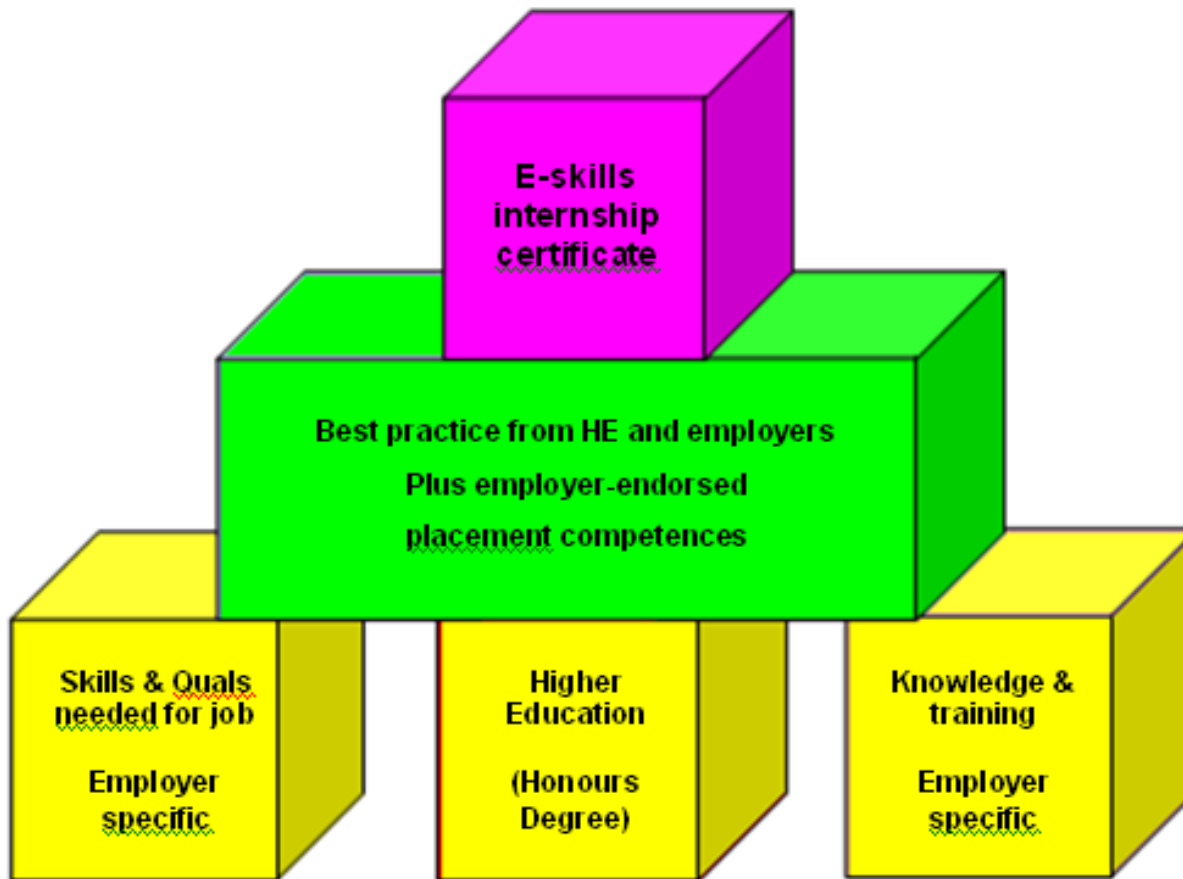 E-skills
internship
certificate
Best practice from HE and employers
Plus employer-endorsed
placement competences
Skills & Quals
needed for job
Employer
specific
Higher
Education
(Honours
Degree)
Knowledge &
training
Employer
specific